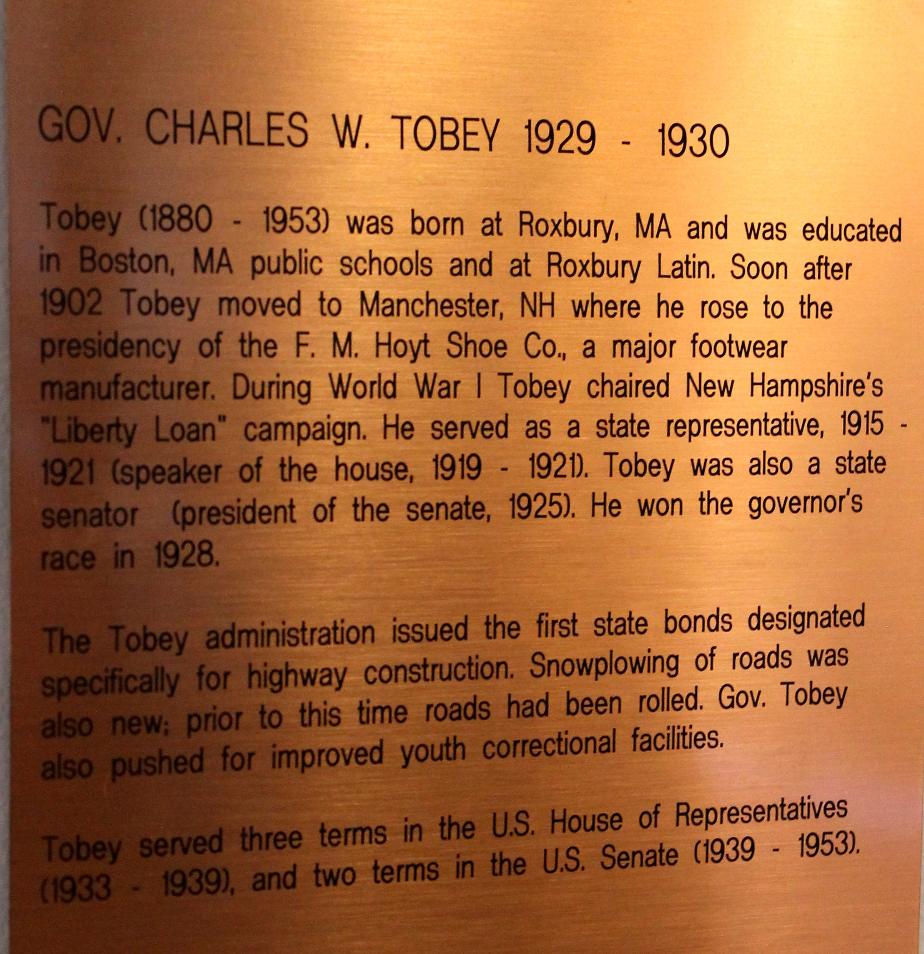 GOV. CHARLES W. TOBEY 1929 - 1930
Tobey (1880 - 1953) was born at Roxbury, MA and was educated
in Boston, MA public schools and at Roxbury Latin. Soon after
1902 Tobey moved to Manchester, NH where he rose to the
presidency of the F. M. Hoyt Shoe Co., a major footwear
manufacturer. During World War I Tobey chaired New Hampshire's
"Liberty Loan" campaign. He served as a state representative, 1915 -
1921 (speaker of the house, 1919 - 1921). Tobey was also a state
senator (president of the senate, 1925). He won the governor's
race in 1928.
The Tobey administration issued the first state bonds designated
specifically for highway construction. Snowplowing of roads was
also new; prior to this time roads had been rolled. Gov. Tobey
also pushed for improved youth correctional facilities.
Tobey served three terms in the U.S. House of Representatives
(1933 - 1939), and two terms in the U.S. Senate (1939 - 1953).